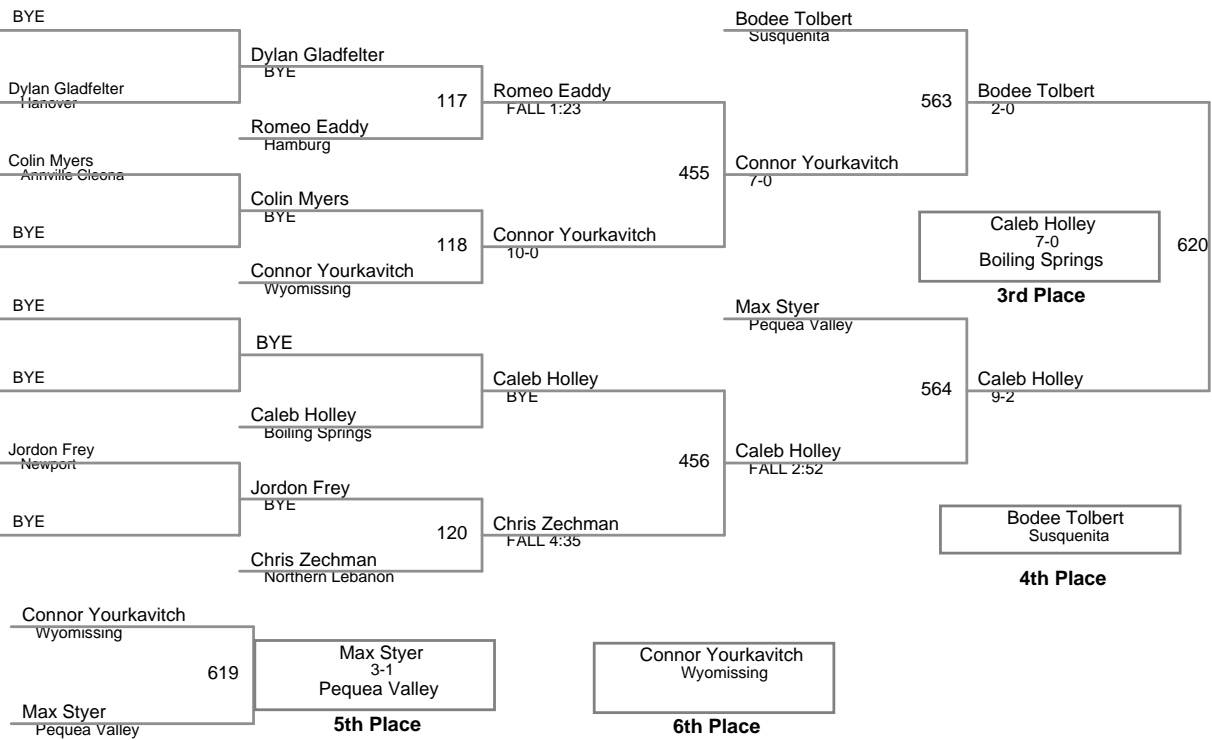 BYE
Dylan Gladfelter
Hanover
Colin Myers
Annville Cleona
BYE
BYE
BYE
Jordon Frey
Newport
BYE
Dylan Gladfelter
BYE
117
Romeo Eaddy
Hamburg
Colin Myers
BYE
118
Connor Yourkavitch
Wyomissing
BYE
Caleb Holley
Boiling Springs
Jordon Frey
BYE
120
Chris Zechman
Northern Lebanon
Romeo Eaddy
FALL 1:23
455
Connor Yourkavitch
10-0
Caleb Holley
BYE
456
Chris Zechman
FALL 4:35
Bodee Tolbert
Susquenita
563
Connor Yourkavitch
7-0
Max Styer
Pequea Valley
564
Caleb Holley
FALL 2:52
Bodee Tolbert
2-0
620
Caleb Holley
9-2
Caleb Holley
7-0
Boiling Springs
3rd Place
Bodee Tolbert
Susquenita
4th Place
Connor Yourkavitch
Wyomissing
619
Max Styer
Pequea Valley
Max Styer
3-1
Pequea Valley
5th Place
Connor Yourkavitch
Wyomissing
6th Place